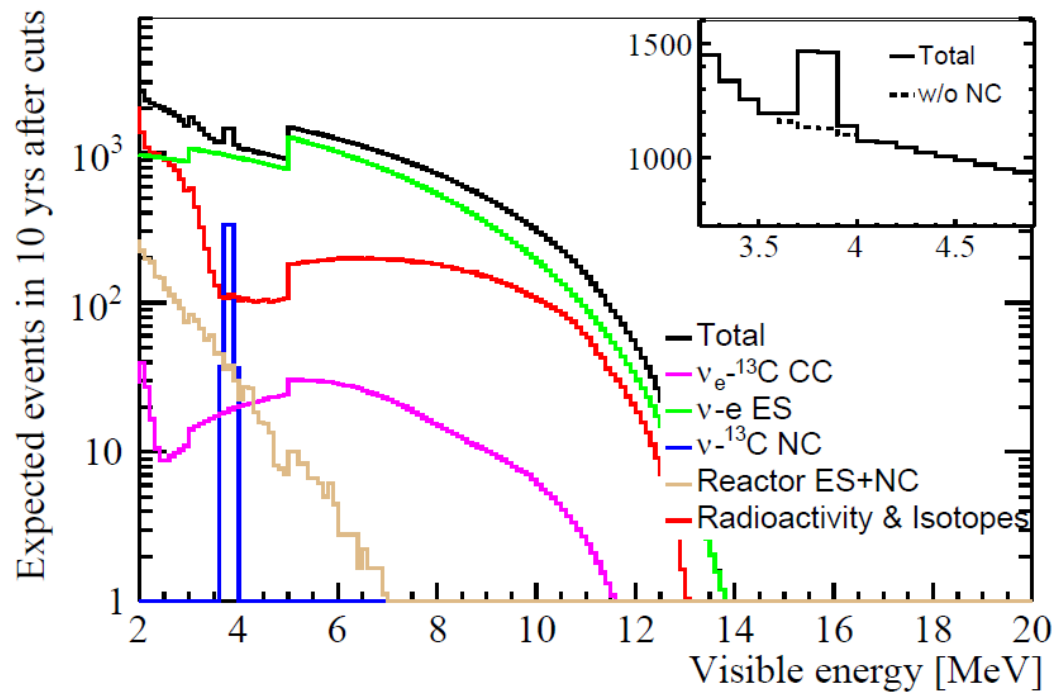 Expected events in 10 yrs after cuts
10³
10²
10
1
1500
1000
Total
w/o NC
3.5 4 4.5
Total
νₑ-¹³C CC
ν-e ES
ν-¹³C NC
Reactor ES+NC
Radioactivity & Isotopes
2 4 6 8 10 12 14 16 18 20
Visible energy [MeV]